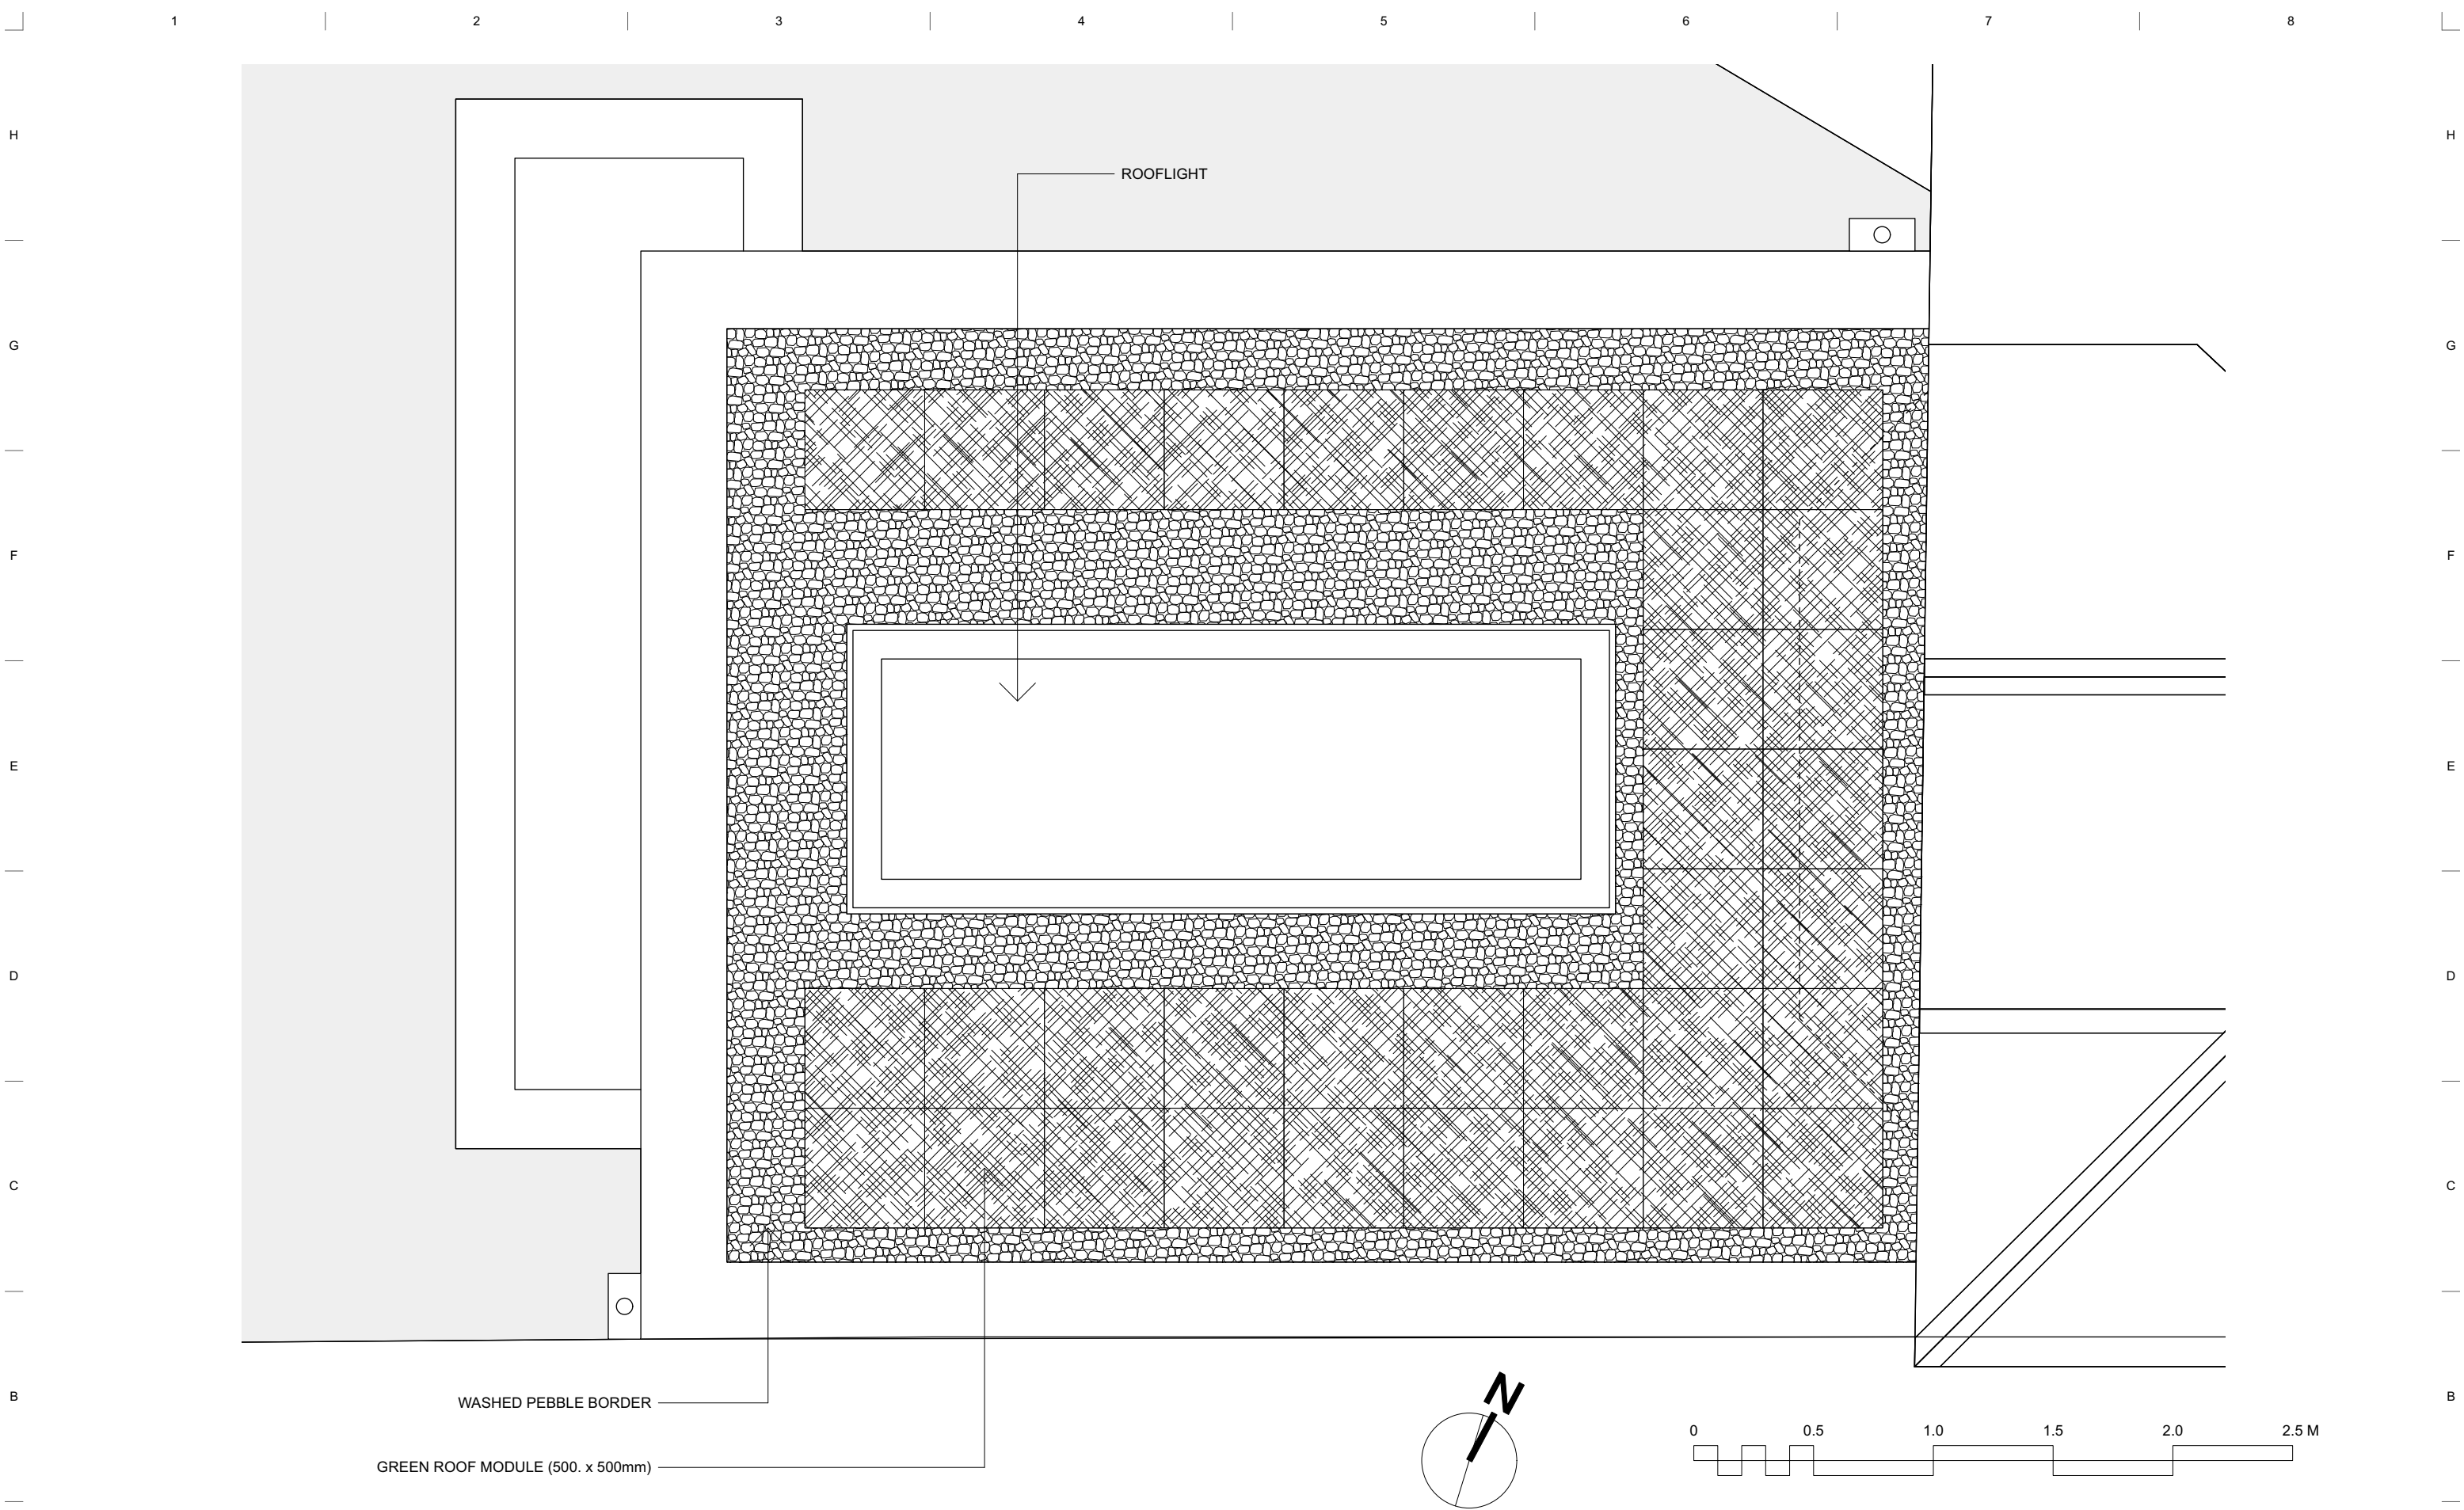 1 2 3 4 5 6 7 8
H H
ROOFLIGHT
G G
F F
E E
D D
C C
N
B B
WASHED PEBBLE BORDER
0 0.5 1.0 1.5 2.0 2.5 M
GREEN ROOF MODULE (500. x 500mm)